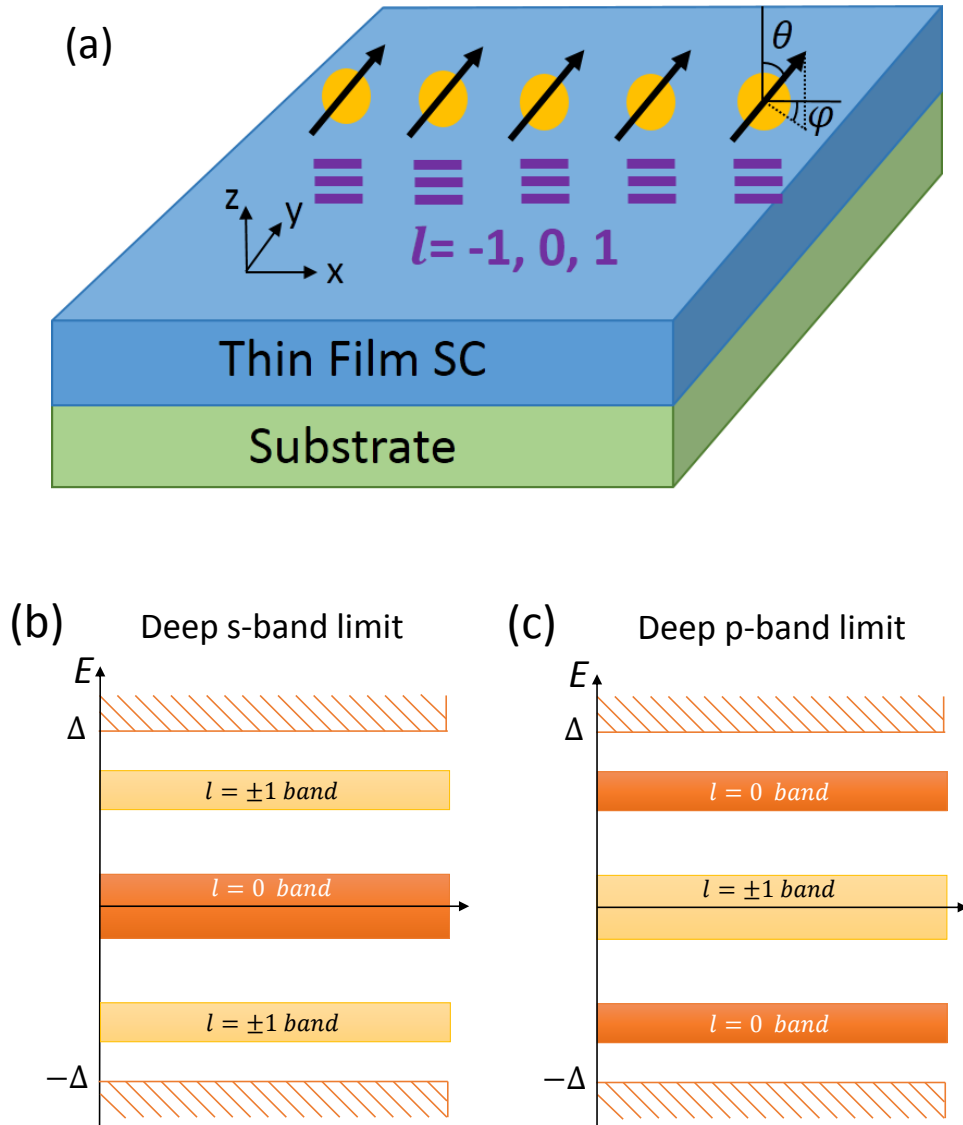 (a)
θ
φ
z
y
x
l= -1, 0, 1
Thin Film SC
Substrate
(b) Deep s-band limit
E
Δ
l = ±1 band
l = 0 band
l = ±1 band
−Δ
(c) Deep p-band limit
E
Δ
l = 0 band
l = ±1 band
l = 0 band
−Δ